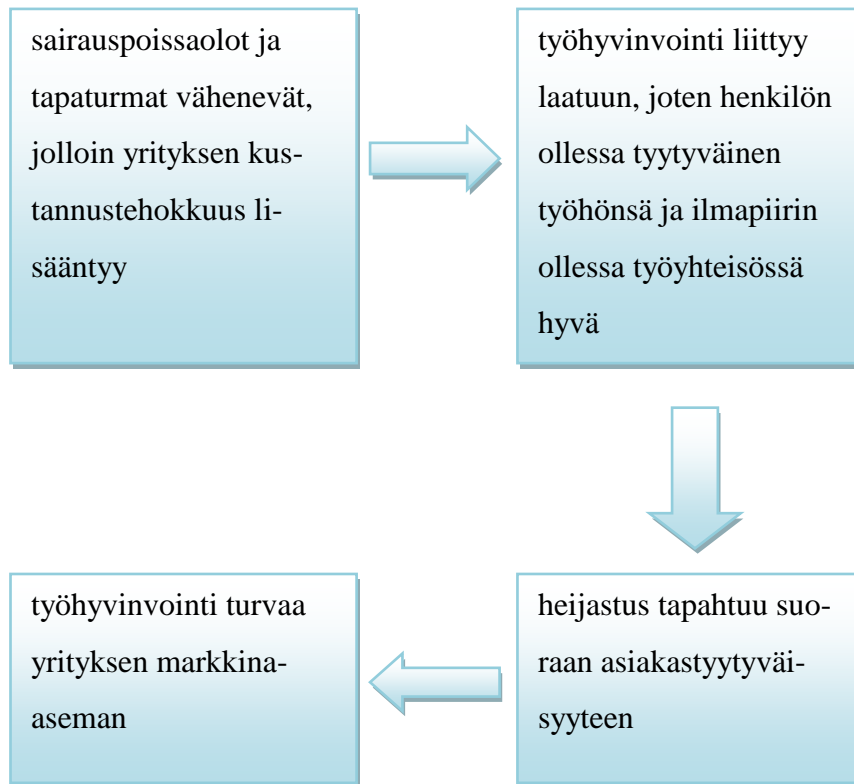 sairauspoissaolot ja
tapaturmat vähenevät,
jolloin yrityksen kus-
tannustehokkuus li-
sääntyy
työhyvinvointi liittyy
laatuun, joten henkilön
ollessa tyytyväinen
työhönsä ja ilmapiirin
ollessa työyhteisössä
hyvä
heijastus tapahtuu suo-
raan asiakastyytyväi-
syyteen
työhyvinvointi turvaa
yrityksen markkina-
aseman